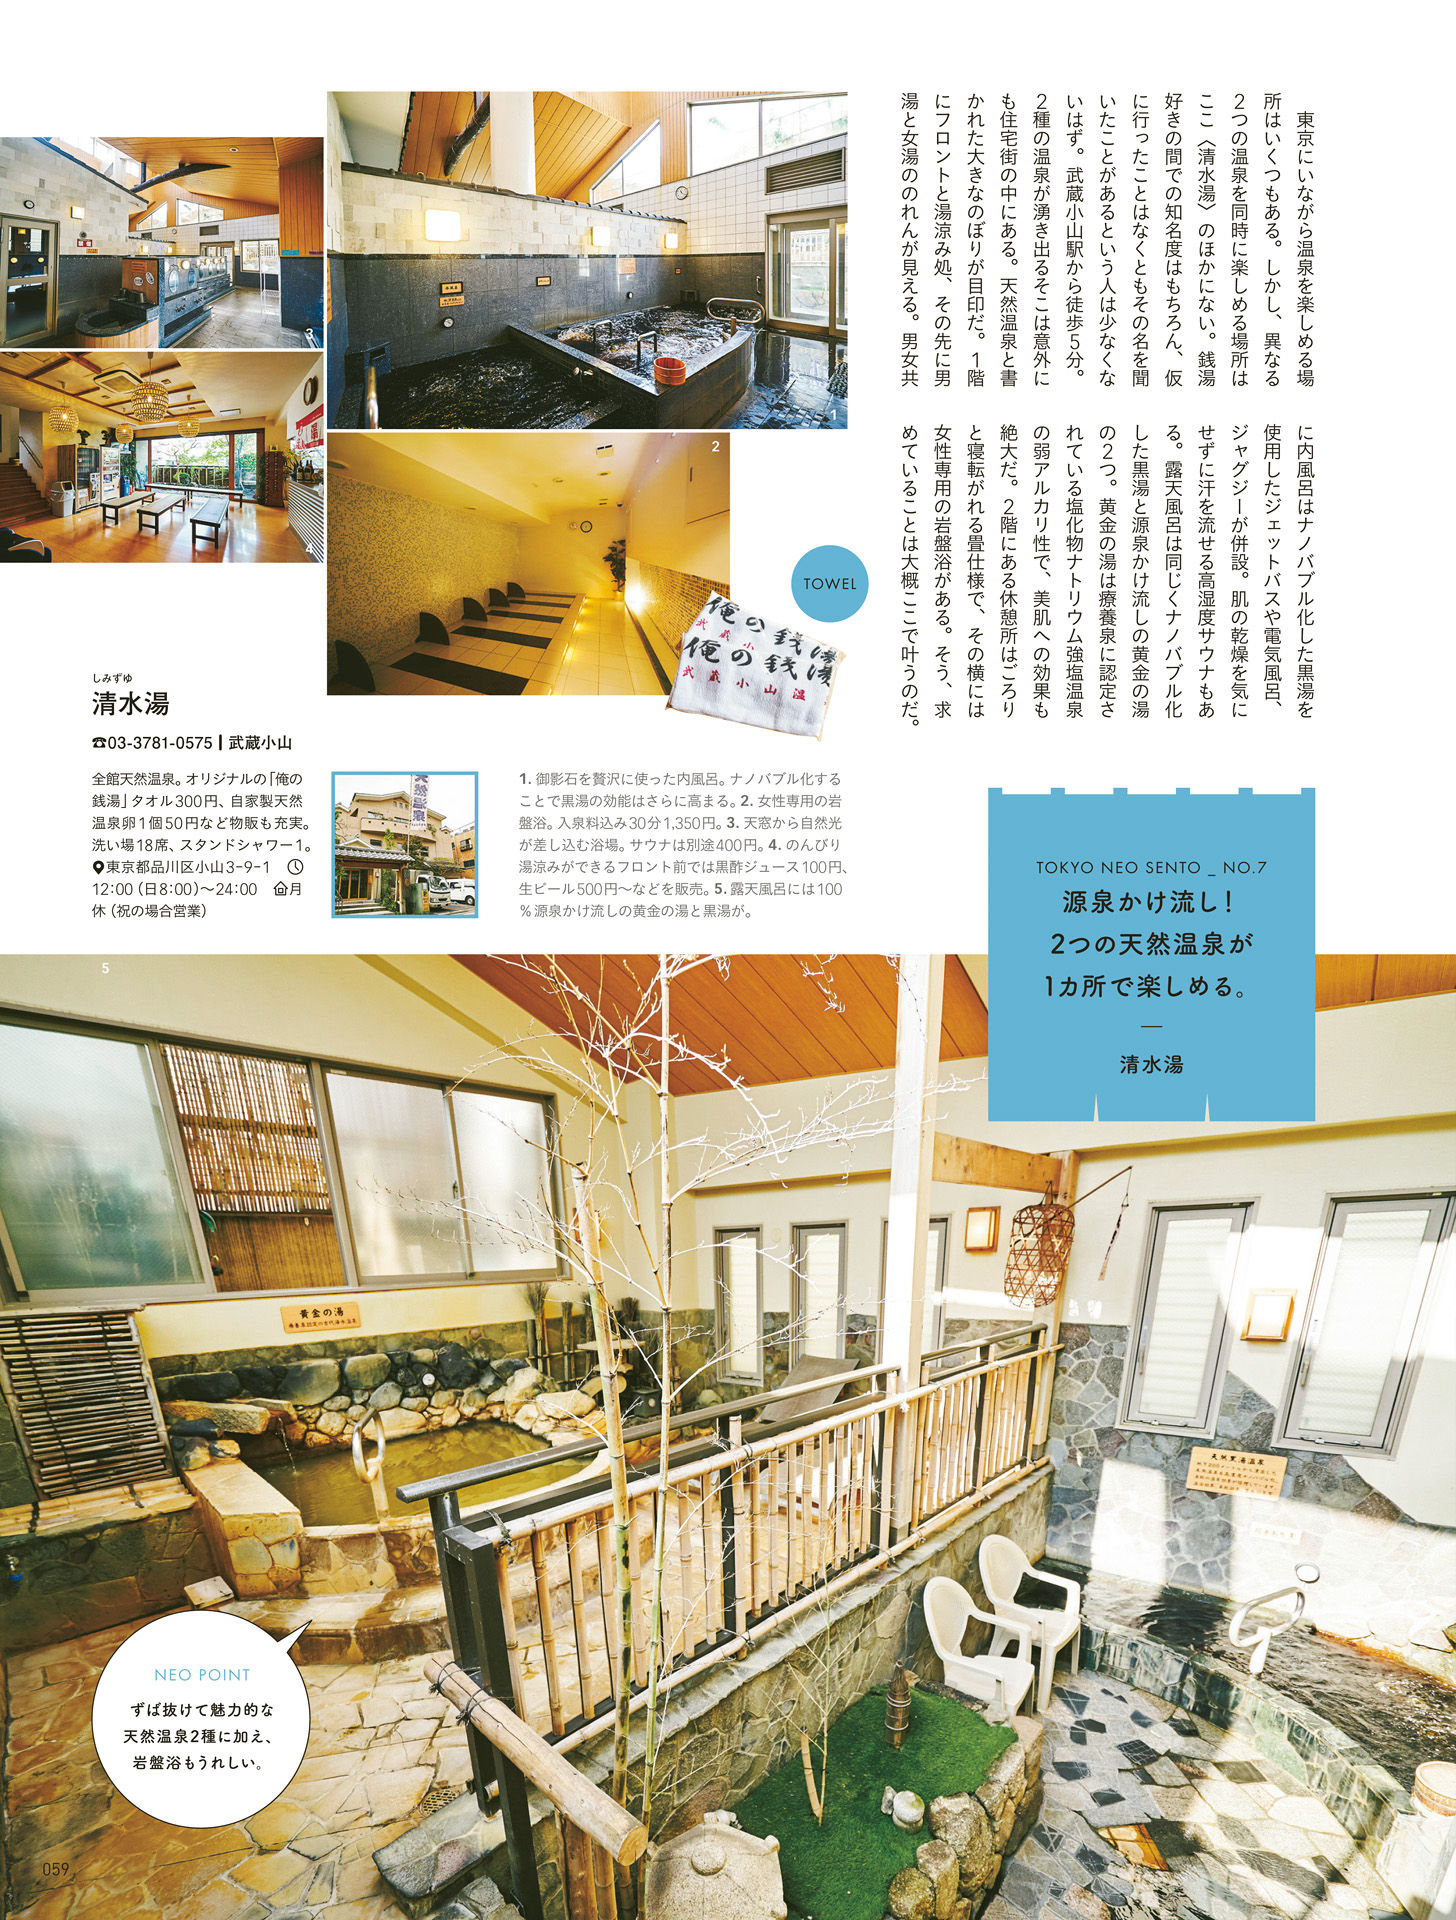 東京にいながら温泉を楽しめる場
所はいくつもある。しかし、異なる
2つの温泉を同時に楽しめる場所は
ここ〈清水湯〉のほかにない。銭湯
好きの間での知名度はもちろん、仮
に行ったことはなくともその名を聞
いたことがあるという人は少なくな
いはず。武蔵小山駅から徒歩5分。
2種の温泉が湧き出るそこは意外に
も住宅街の中にある。天然温泉と書
かれた大きなのぼりが目印だ。1階
にフロントと湯涼み処、その先に男
湯と女湯ののれんが見える。男女共
に内風呂はナノバブル化した黒湯を
使用したジェットバスや電気風呂、
ジャグジーが併設。肌の乾燥を気に
せずに汗を流せる高湿度サウナもあ
る。露天風呂は同じくナノバブル化
した黒湯と源泉かけ流しの黄金の湯
の2つ。黄金の湯は療養泉に認定さ
れている塩化物ナトリウム強塩温泉
の弱アルカリ性で、美肌への効果も
絶大だ。2階にある休憩所はごろり
と寝転がれる畳仕様で、その横には
女性専用の岩盤浴がある。そう、求
めていることは大概ここで叶うのだ。
3
1
4
2
TOWEL
俺の銭湯
武蔵小
俺の銭湯
武蔵小山温
しみずゆ
清水湯
☎03-3781-0575 | 武蔵小山
全館天然温泉。オリジナルの「俺の
銭湯」タオル300円、自家製天然
温泉卵1個50円など物販も充実。
洗い場18席、スタンドシャワー1。
東京都品川区小山3-9-1
12:00（日8:00）～24:00 月
休（祝の場合営業）
天然温泉
1. 御影石を贅沢に使った内風呂。ナノバブル化する
ことで黒湯の効能はさらに高まる。2. 女性専用の岩
盤浴。入泉料込み30分1,350円。3. 天窓から自然光
が差し込む浴場。サウナは別途400円。4. のんびり
湯涼みができるフロント前では黒酢ジュース100円、
生ビール500円～などを販売。5. 露天風呂には100
％源泉かけ流しの黄金の湯と黒湯が。
TOKYO NEO SENTO _ NO.7
源泉かけ流し！
2つの天然温泉が
1カ所で楽しめる。
清水湯
5
黄金の湯
天然黒湯温泉
NEO POINT
ずば抜けて魅力的な
天然温泉2種に加え、
岩盤浴もうれしい。
059